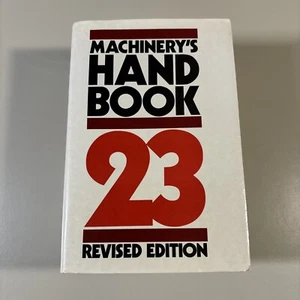 MACHINERY'S
HAND
BOOK
23
REVISED EDITION